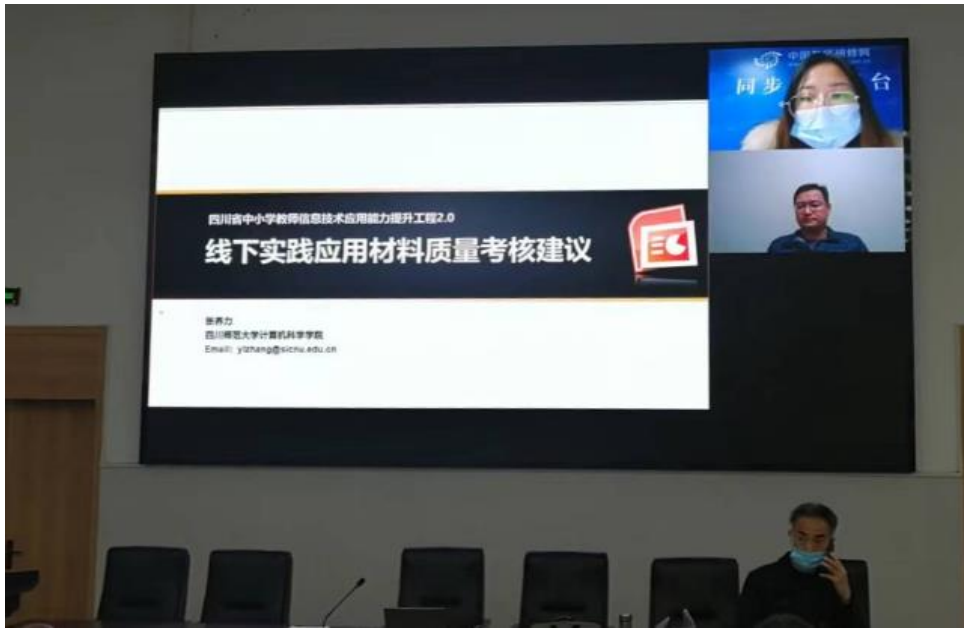 四川省中小学教师信息技术应用能力提升工程2.0
线下实践应用材料质量考核建议
四川师范大学计算机科学学院
Email: yizhang@sicnu.edu.cn
同步
台